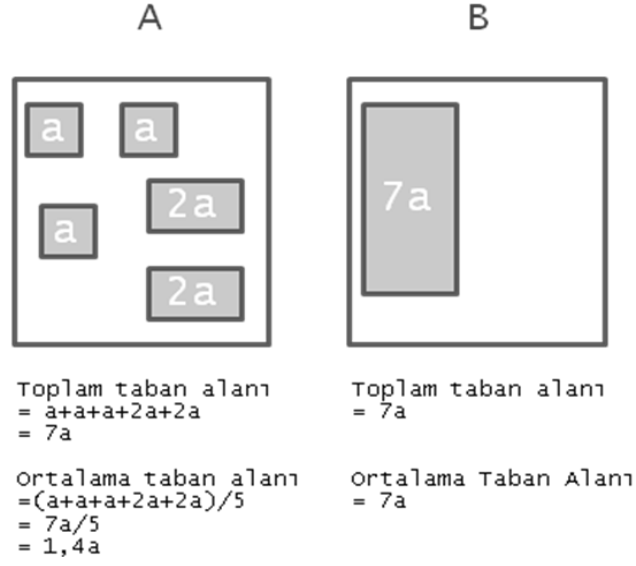 A
a
a
a
2a
2a
Toplam taban alanı
= a+a+a+2a+2a
= 7a
Ortalama taban alanı
=(a+a+a+2a+2a)/5
= 7a/5
= 1,4a
B
7a
Toplam taban alanı
= 7a
Ortalama Taban Alanı
= 7a